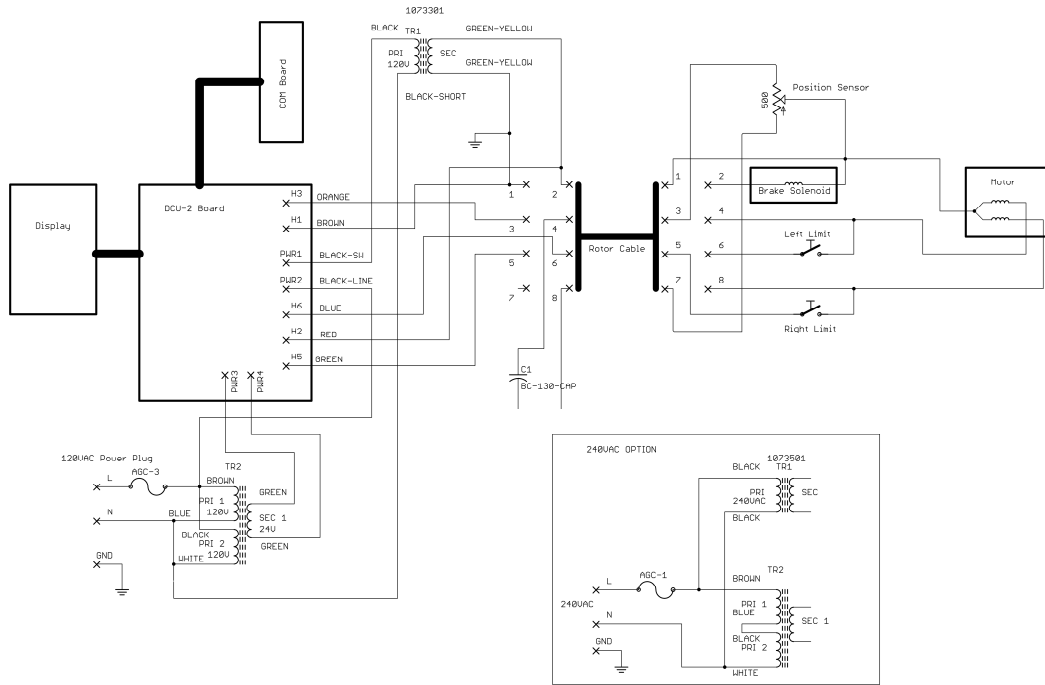 1073301
BLACK TR1
GREEN-YELLOW
PRI
120V
SEC
GREEN-YELLOW
BLACK-SHORT
COM Board
Position Sensor
500
Display
DCU-2 Board
H3 ORANGE
H1 BROWN
PWR1 BLACK-SW
PWR2 BLACK-LINE
H6 BLUE
H2 RED
H5 GREEN
PWR3
PWR4
1 2
3 4
5 6
7 8
Rotor Cable
1 2
3 4
5 6
7 8
Brake Solenoid
Motor
Left Limit
Right Limit
C1
BC-130-CAP
120VAC Power Plug
L AGC-3
N
GND
TR2
BROWN
PRI 1
120V
BLUE
BLACK
PRI 2
120V
WHITE
GREEN
SEC 1
24V
GREEN
240VAC OPTION
1073501
BLACK TR1
PRI
240VAC
SEC
BLACK
TR2
L AGC-1 BROWN
240VAC
N
GND
PRI 1
BLUE
SEC 1
BLACK
PRI 2
WHITE